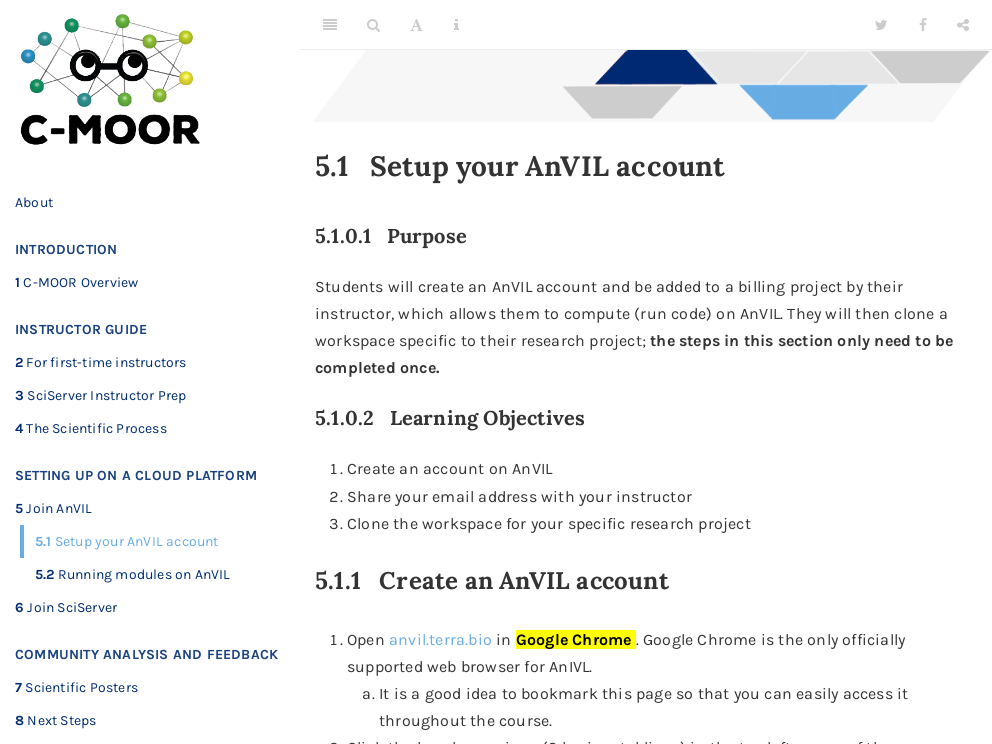 C-MOOR
About
INTRODUCTION
1 C-MOOR Overview
INSTRUCTOR GUIDE
2 For first-time instructors
3 SciServer Instructor Prep
4 The Scientific Process
SETTING UP ON A CLOUD PLATFORM
5 Join AnVIL
5.1 Setup your AnVIL account
5.2 Running modules on AnVIL
6 Join SciServer
COMMUNITY ANALYSIS AND FEEDBACK
7 Scientific Posters
8 Next Steps
A
5.1 Setup your AnVIL account
5.1.0.1 Purpose
Students will create an AnVIL account and be added to a billing project by their
instructor, which allows them to compute (run code) on AnVIL. They will then clone a
workspace specific to their research project; the steps in this section only need to be
completed once.
5.1.0.2 Learning Objectives
1. Create an account on AnVIL
2. Share your email address with your instructor
3. Clone the workspace for your specific research project
5.1.1 Create an AnVIL account
1. Open anvil.terra.bio in Google Chrome . Google Chrome is the only officially
supported web browser for AnIVL.
a. It is a good idea to bookmark this page so that you can easily access it
throughout the course.